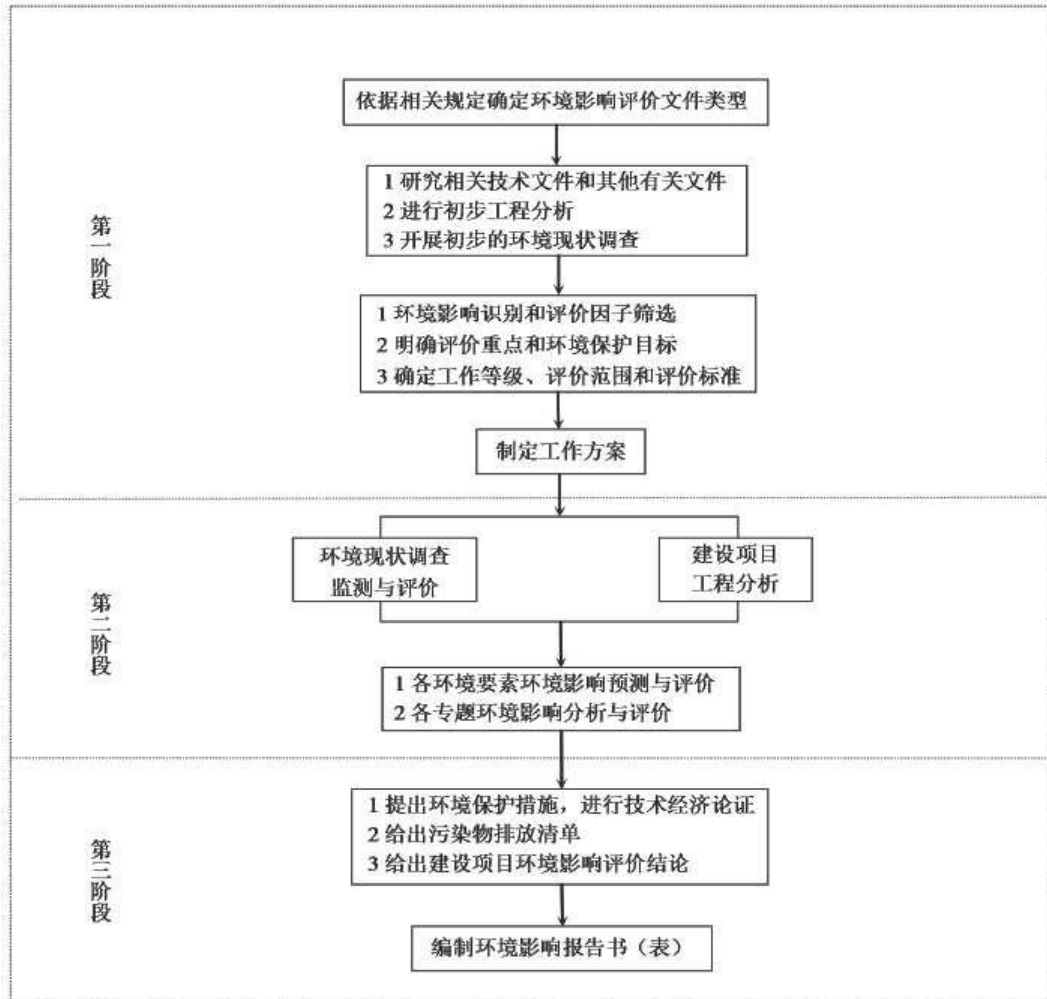 依据相关规定确定环境影响评价文件类型
1 研究相关技术文件和其他有关文件
2 进行初步工程分析
3 开展初步的环境现状调查
第一阶段
1 环境影响识别和评价因子筛选
2 明确评价重点和环境保护目标
3 确定工作等级、评价范围和评价标准
制定工作方案
环境现状调查
监测与评价
建设项目
工程分析
第二阶段
1 各环境要素环境影响预测与评价
2 各专题环境影响分析与评价
第三阶段
1 提出环境保护措施，进行技术经济论证
2 给出污染物排放清单
3 给出建设项目环境影响评价结论
编制环境影响报告书（表）